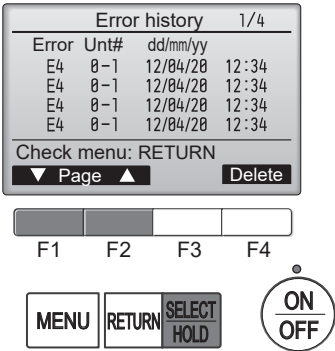 Error history 1/4
Error Unt# dd/mm/yy
E4 0-1 12/04/20 12:34
E4 0-1 12/04/20 12:34
E4 0-1 12/04/20 12:34
E4 0-1 12/04/20 12:34
Check menu: RETURN
▼ Page ▲ Delete
F1 F2 F3 F4
MENU RETURN SELECT ON
HOLD OFF